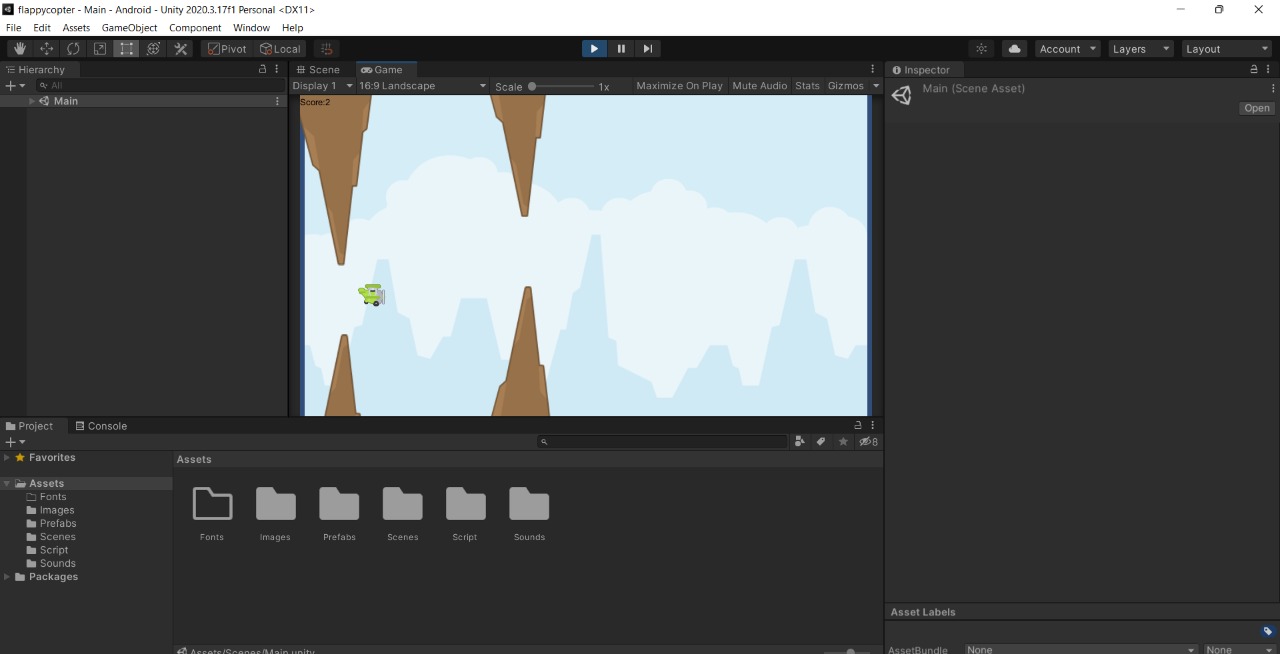 flappycopter - Main - Android - Unity 2020.3.17f1 Personal <DX11>
File Edit Assets GameObject Component Window Help
Pivot Local Account Layers Layout
Hierarchy Scene Game Inspector
All Display 1 16:9 Landscape Scale 1x Maximize On Play Mute Audio Stats Gizmos Main (Scene Asset)
Main
Score:2
Open
Project Console
8
Favorites Assets
Assets
Fonts
Images
Prefabs
Scenes
Script
Sounds
Packages
Fonts Images Prefabs Scenes Script Sounds
Asset Labels
Assets/Scenes/Main.unity
AssetBundle None None